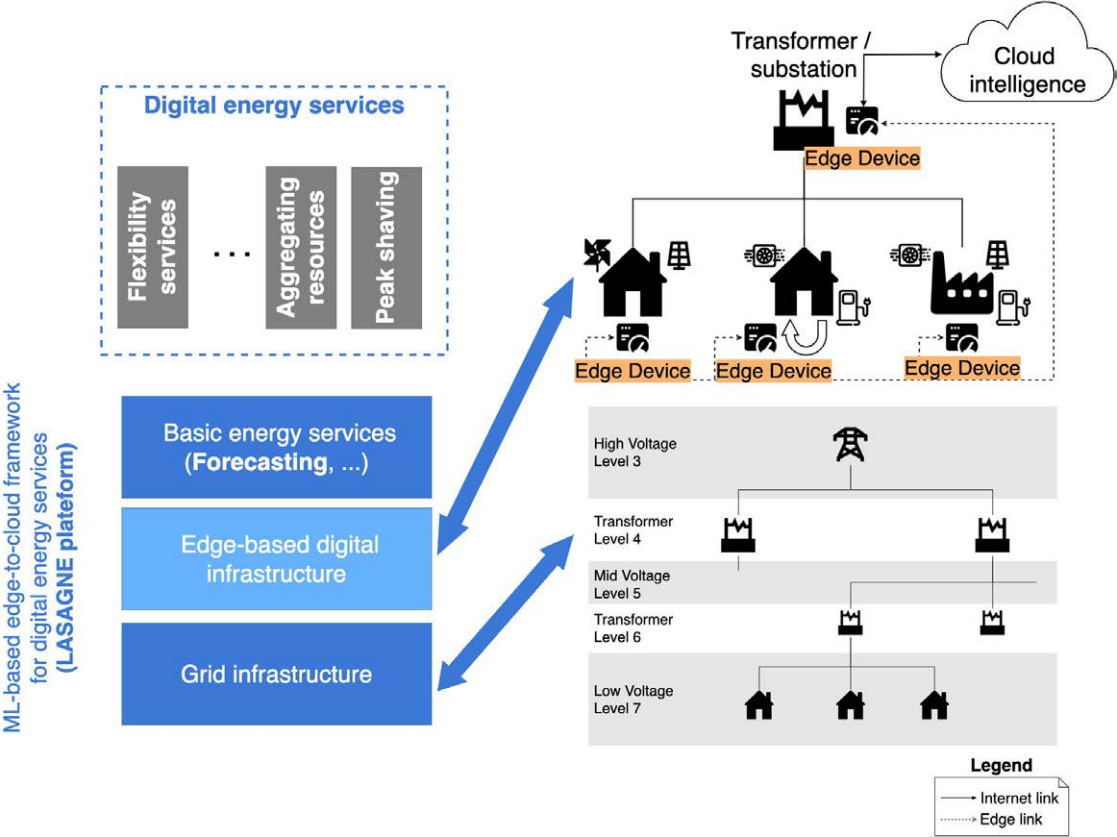 Transformer /
substation
Cloud
intelligence
Edge Device
Digital energy services
Flexibility
services
...
Aggregating
resources
Peak shaving
Edge Device
Edge Device
Edge Device
ML-based edge-to-cloud framework
for digital energy services
(LASAGNE plateform)
Basic energy services
(Forecasting, ...)
Edge-based digital
infrastructure
Grid infrastructure
High Voltage
Level 3
Transformer
Level 4
Mid Voltage
Level 5
Transformer
Level 6
Low Voltage
Level 7
Legend
Internet link
Edge link